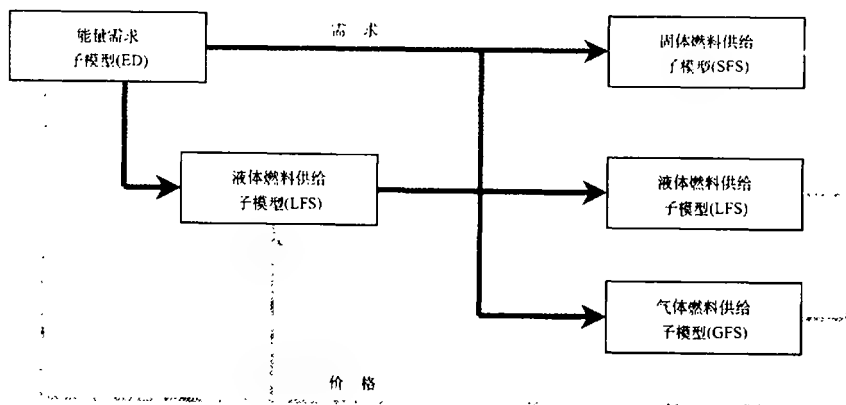 能量需求
子模型(ED)
需 求
固体燃料供给
子模型(SFS)
液体燃料供给
子模型(LFS)
液体燃料供给
子模型(LFS)
气体燃料供给
子模型(GFS)
价 格